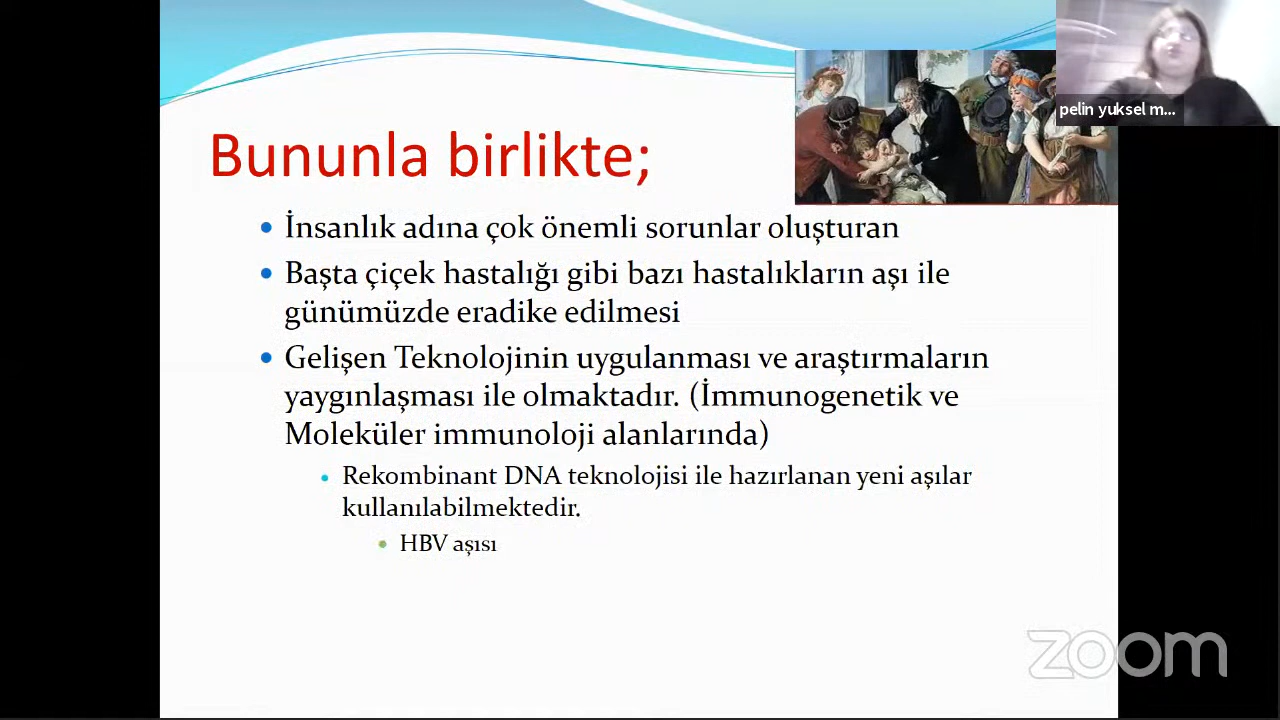 pelin yuksel m...
Bununla birlikte;
İnsanlık adına çok önemli sorunlar oluşturan
Başta çiçek hastalığı gibi bazı hastalıkların aşı ile
günümüzde eradike edilmesi
Gelişen Teknolojinin uygulanması ve araştırmaların
yaygınlaşması ile olmaktadır. (İmmunogenetik ve
Moleküler immunoloji alanlarında)
Rekombinant DNA teknolojisi ile hazırlanan yeni aşılar
kullanılabilmektedir.
HBV aşısı
zoom